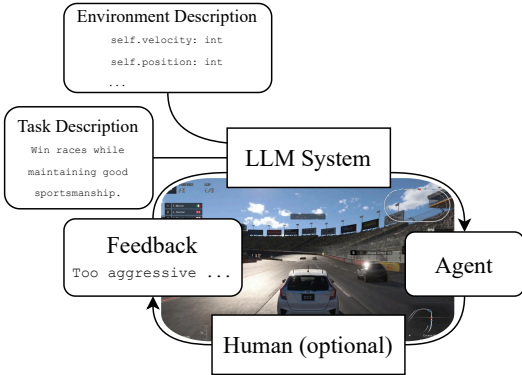 Environment Description
self.velocity: int
self.position: int
...
Task Description
Win races while
maintaining good
sportsmanship.
LLM System
Feedback
Too aggressive ...
Agent
Human (optional)